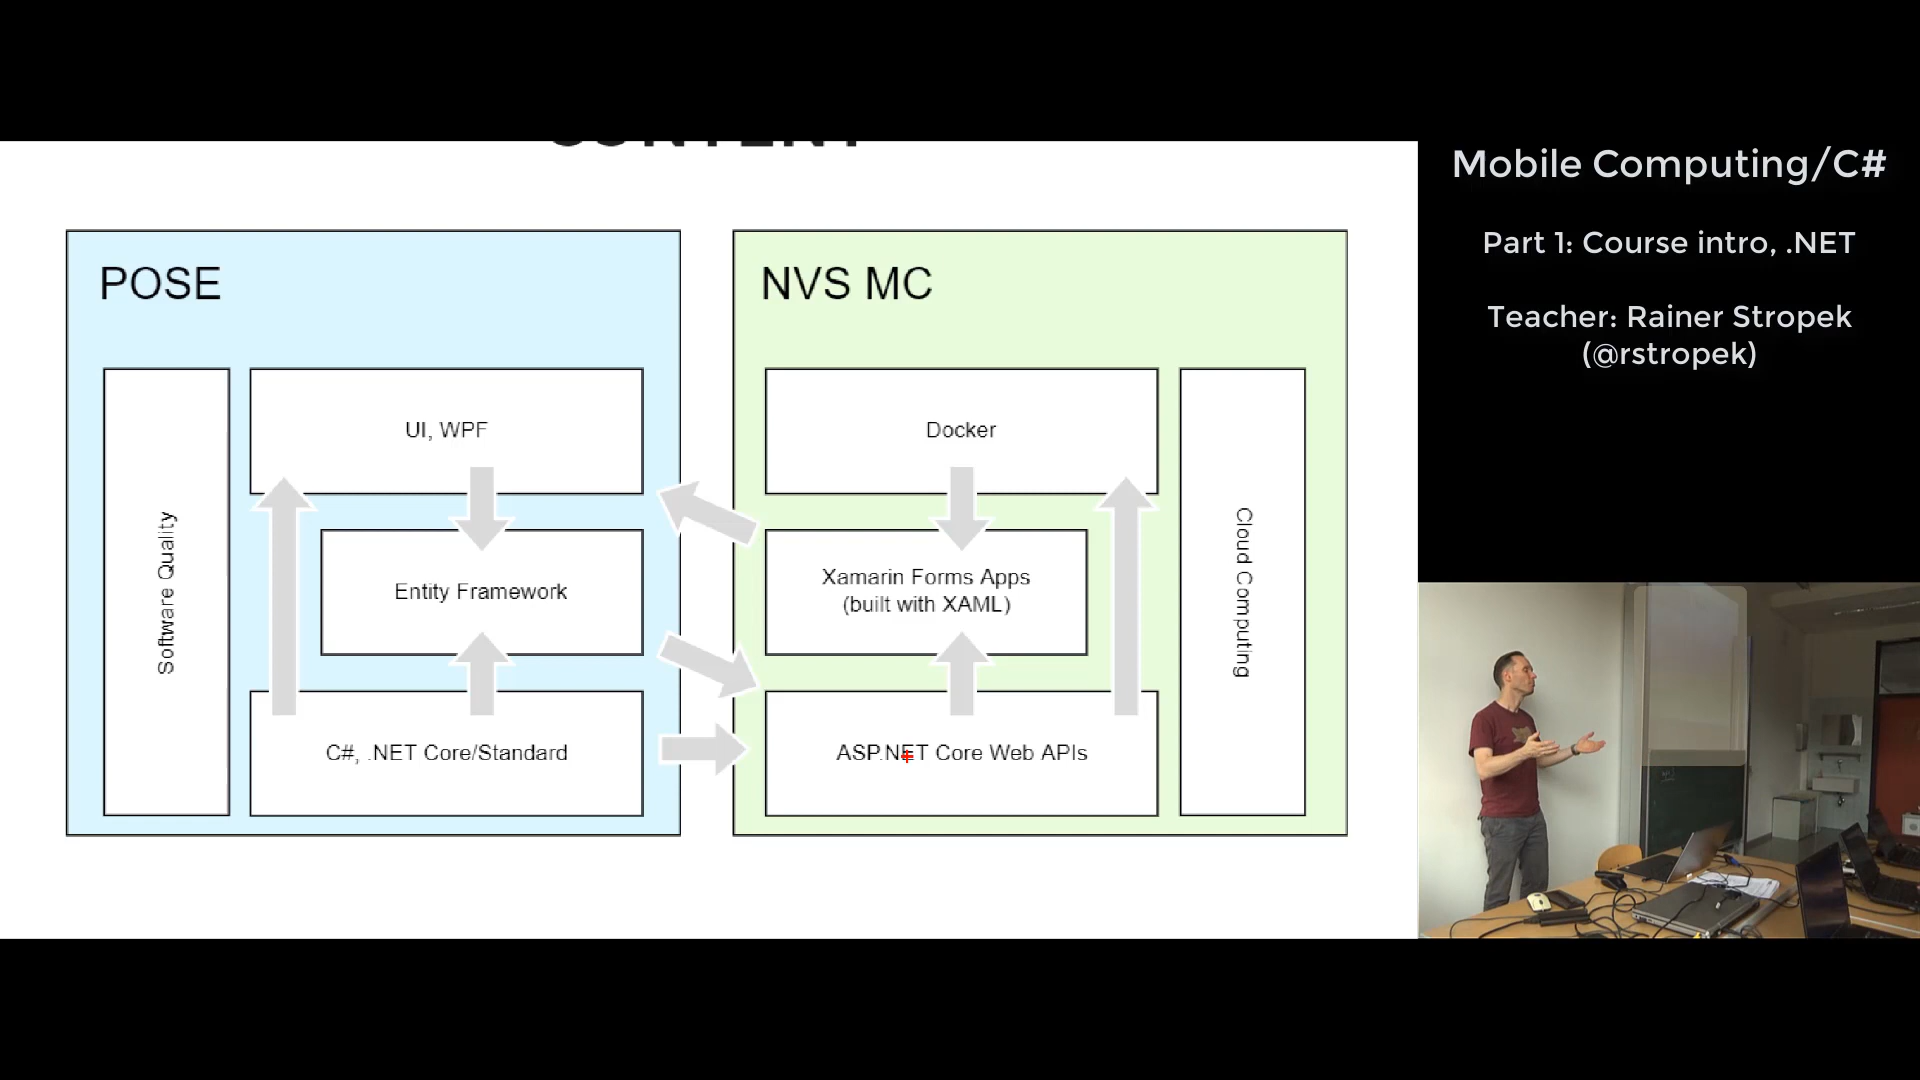 CONTENT
POSE
Software Quality
UI, WPF
Entity Framework
C#, .NET Core/Standard
NVS MC
Docker
Xamarin Forms Apps
(built with XAML)
ASP.NET Core Web APIs
Cloud Computing
Mobile Computing/C#
Part 1: Course intro, .NET
Teacher: Rainer Stropek
(@rstropek)